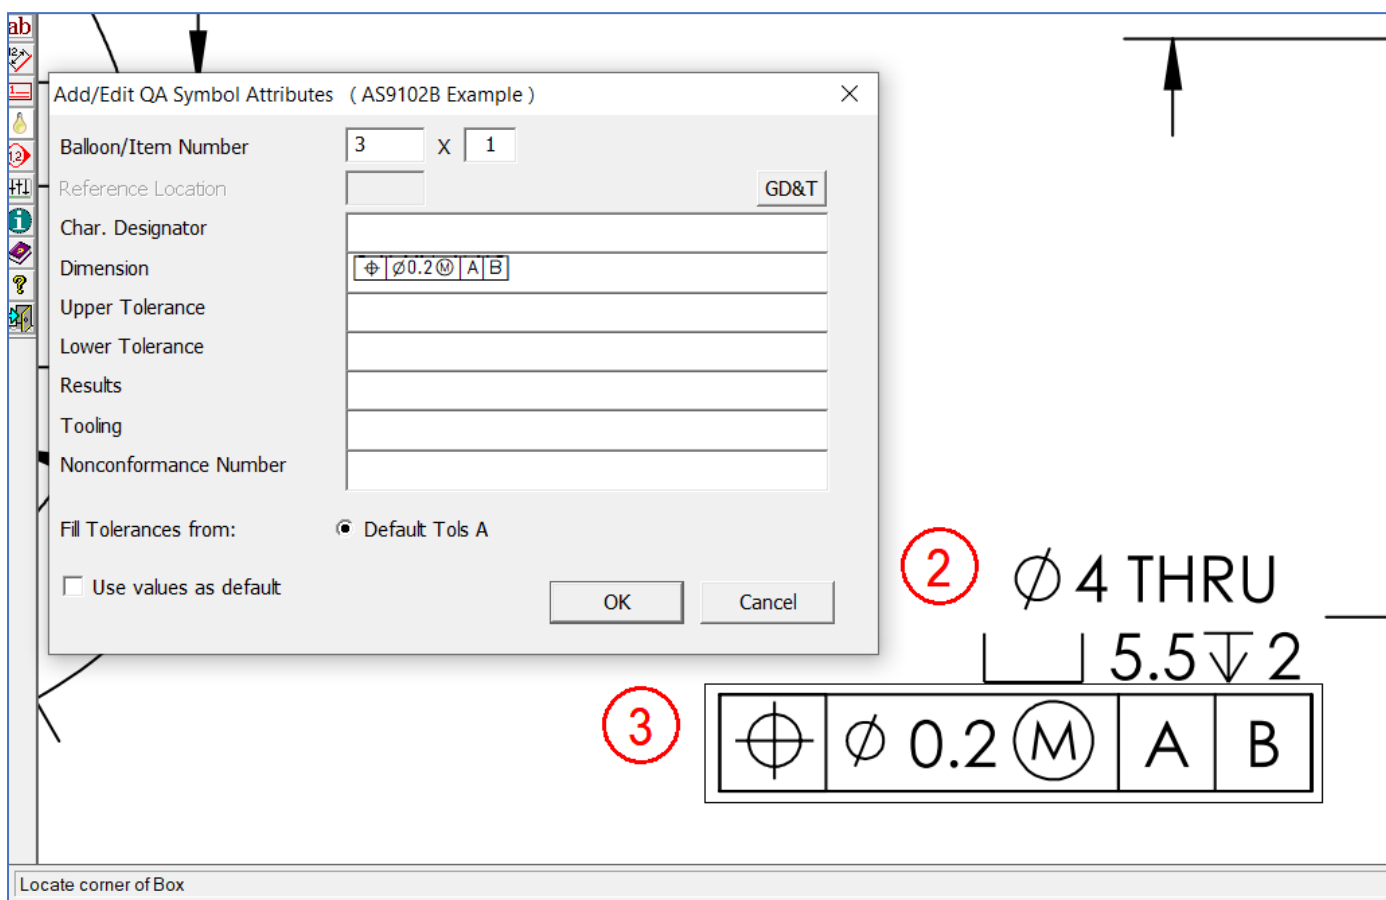 ab
Add/Edit QA Symbol Attributes ( AS9102B Example )
Balloon/Item Number 3 X 1
Reference Location GD&T
Char. Designator
Dimension ⌖ ⌀0.2Ⓜ A B
Upper Tolerance
Lower Tolerance
Results
Tooling
Nonconformance Number
Fill Tolerances from: Default Tols A
Use values as default OK Cancel
2 ⌀ 4 THRU
⌴ 5.5 ↧ 2
3 ⌖ ⌀ 0.2 Ⓜ A B
Locate corner of Box